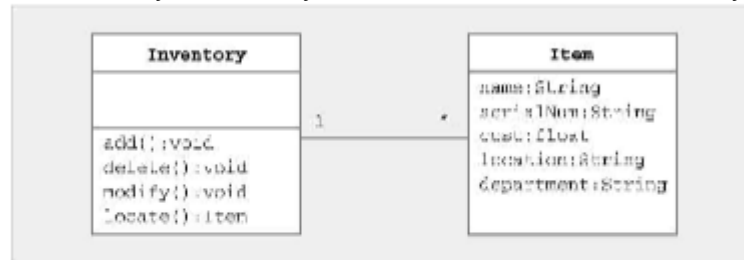 Inventory
add():void
delete():void
modify():void
locate():Item
1
*
Item
name:String
serialNum:String
cost:float
location:String
department:String